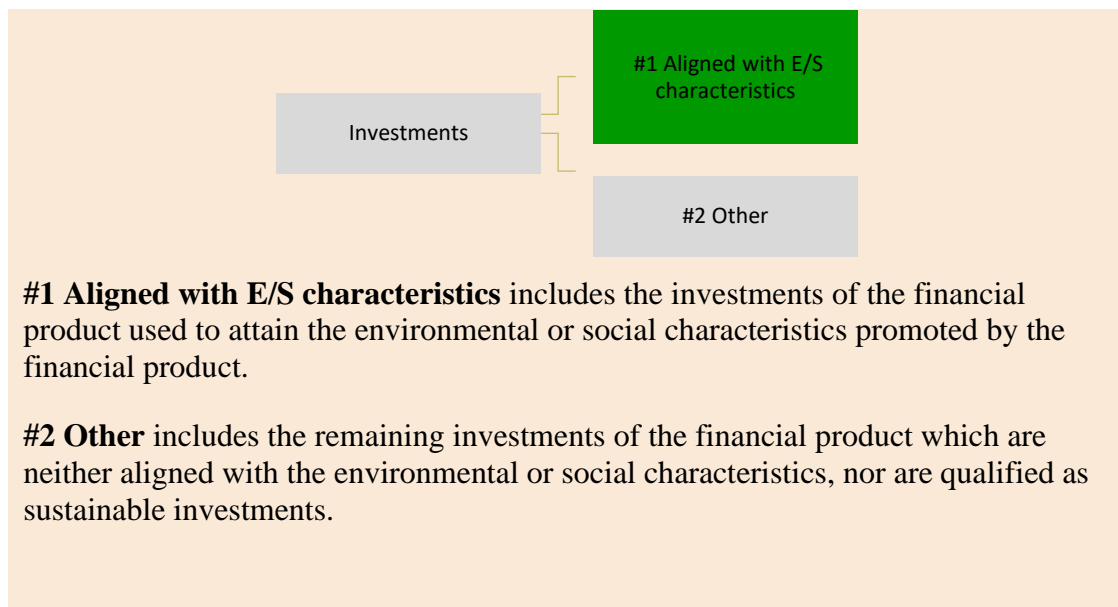 #1 Aligned with E/S
characteristics
Investments
#2 Other
#1 Aligned with E/S characteristics includes the investments of the financial
product used to attain the environmental or social characteristics promoted by the
financial product.
#2 Other includes the remaining investments of the financial product which are
neither aligned with the environmental or social characteristics, nor are qualified as
sustainable investments.